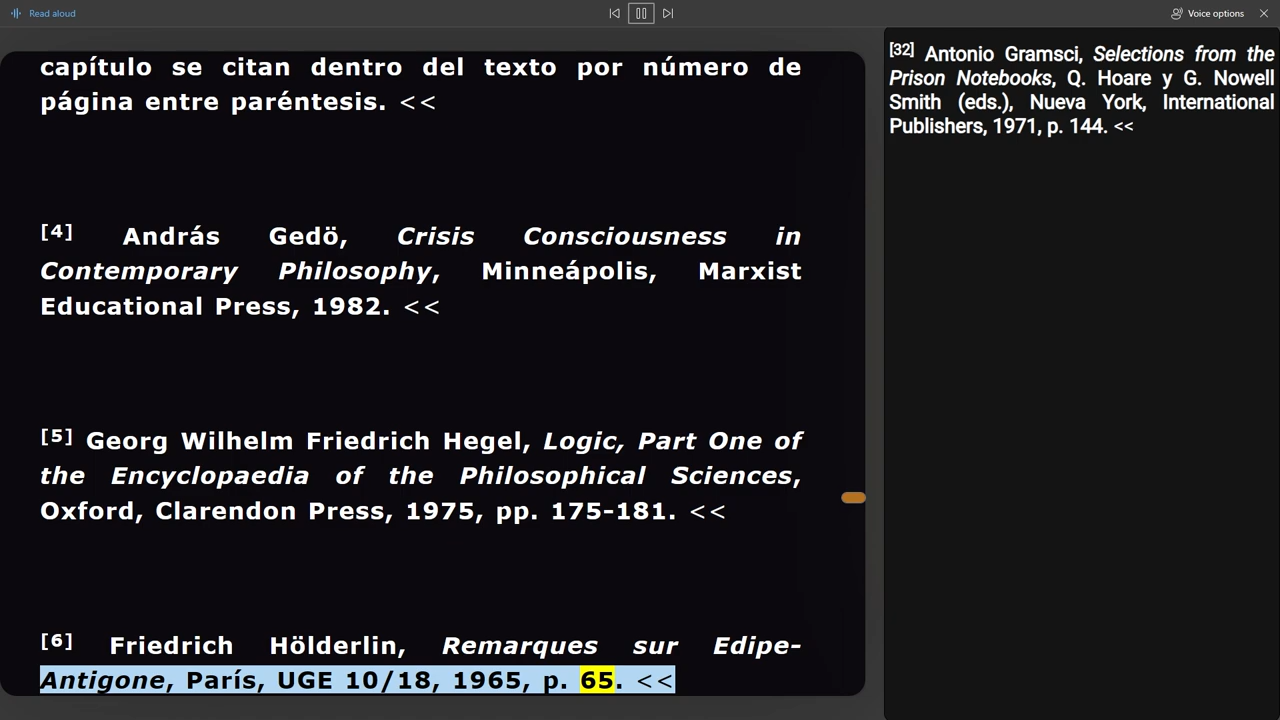 Read aloud
Voice options
capítulo se citan dentro del texto por número de
página entre paréntesis. <<
[4] András Gedö, Crisis Consciousness in
Contemporary Philosophy, Minneápolis, Marxist
Educational Press, 1982. <<
[5] Georg Wilhelm Friedrich Hegel, Logic, Part One of
the Encyclopaedia of the Philosophical Sciences,
Oxford, Clarendon Press, 1975, pp. 175-181. <<
[6] Friedrich Hölderlin, Remarques sur Edipe-
Antigone, París, UGE 10/18, 1965, p. 65. <<
[32] Antonio Gramsci, Selections from the
Prison Notebooks, Q. Hoare y G. Nowell
Smith (eds.), Nueva York, International
Publishers, 1971, p. 144. <<